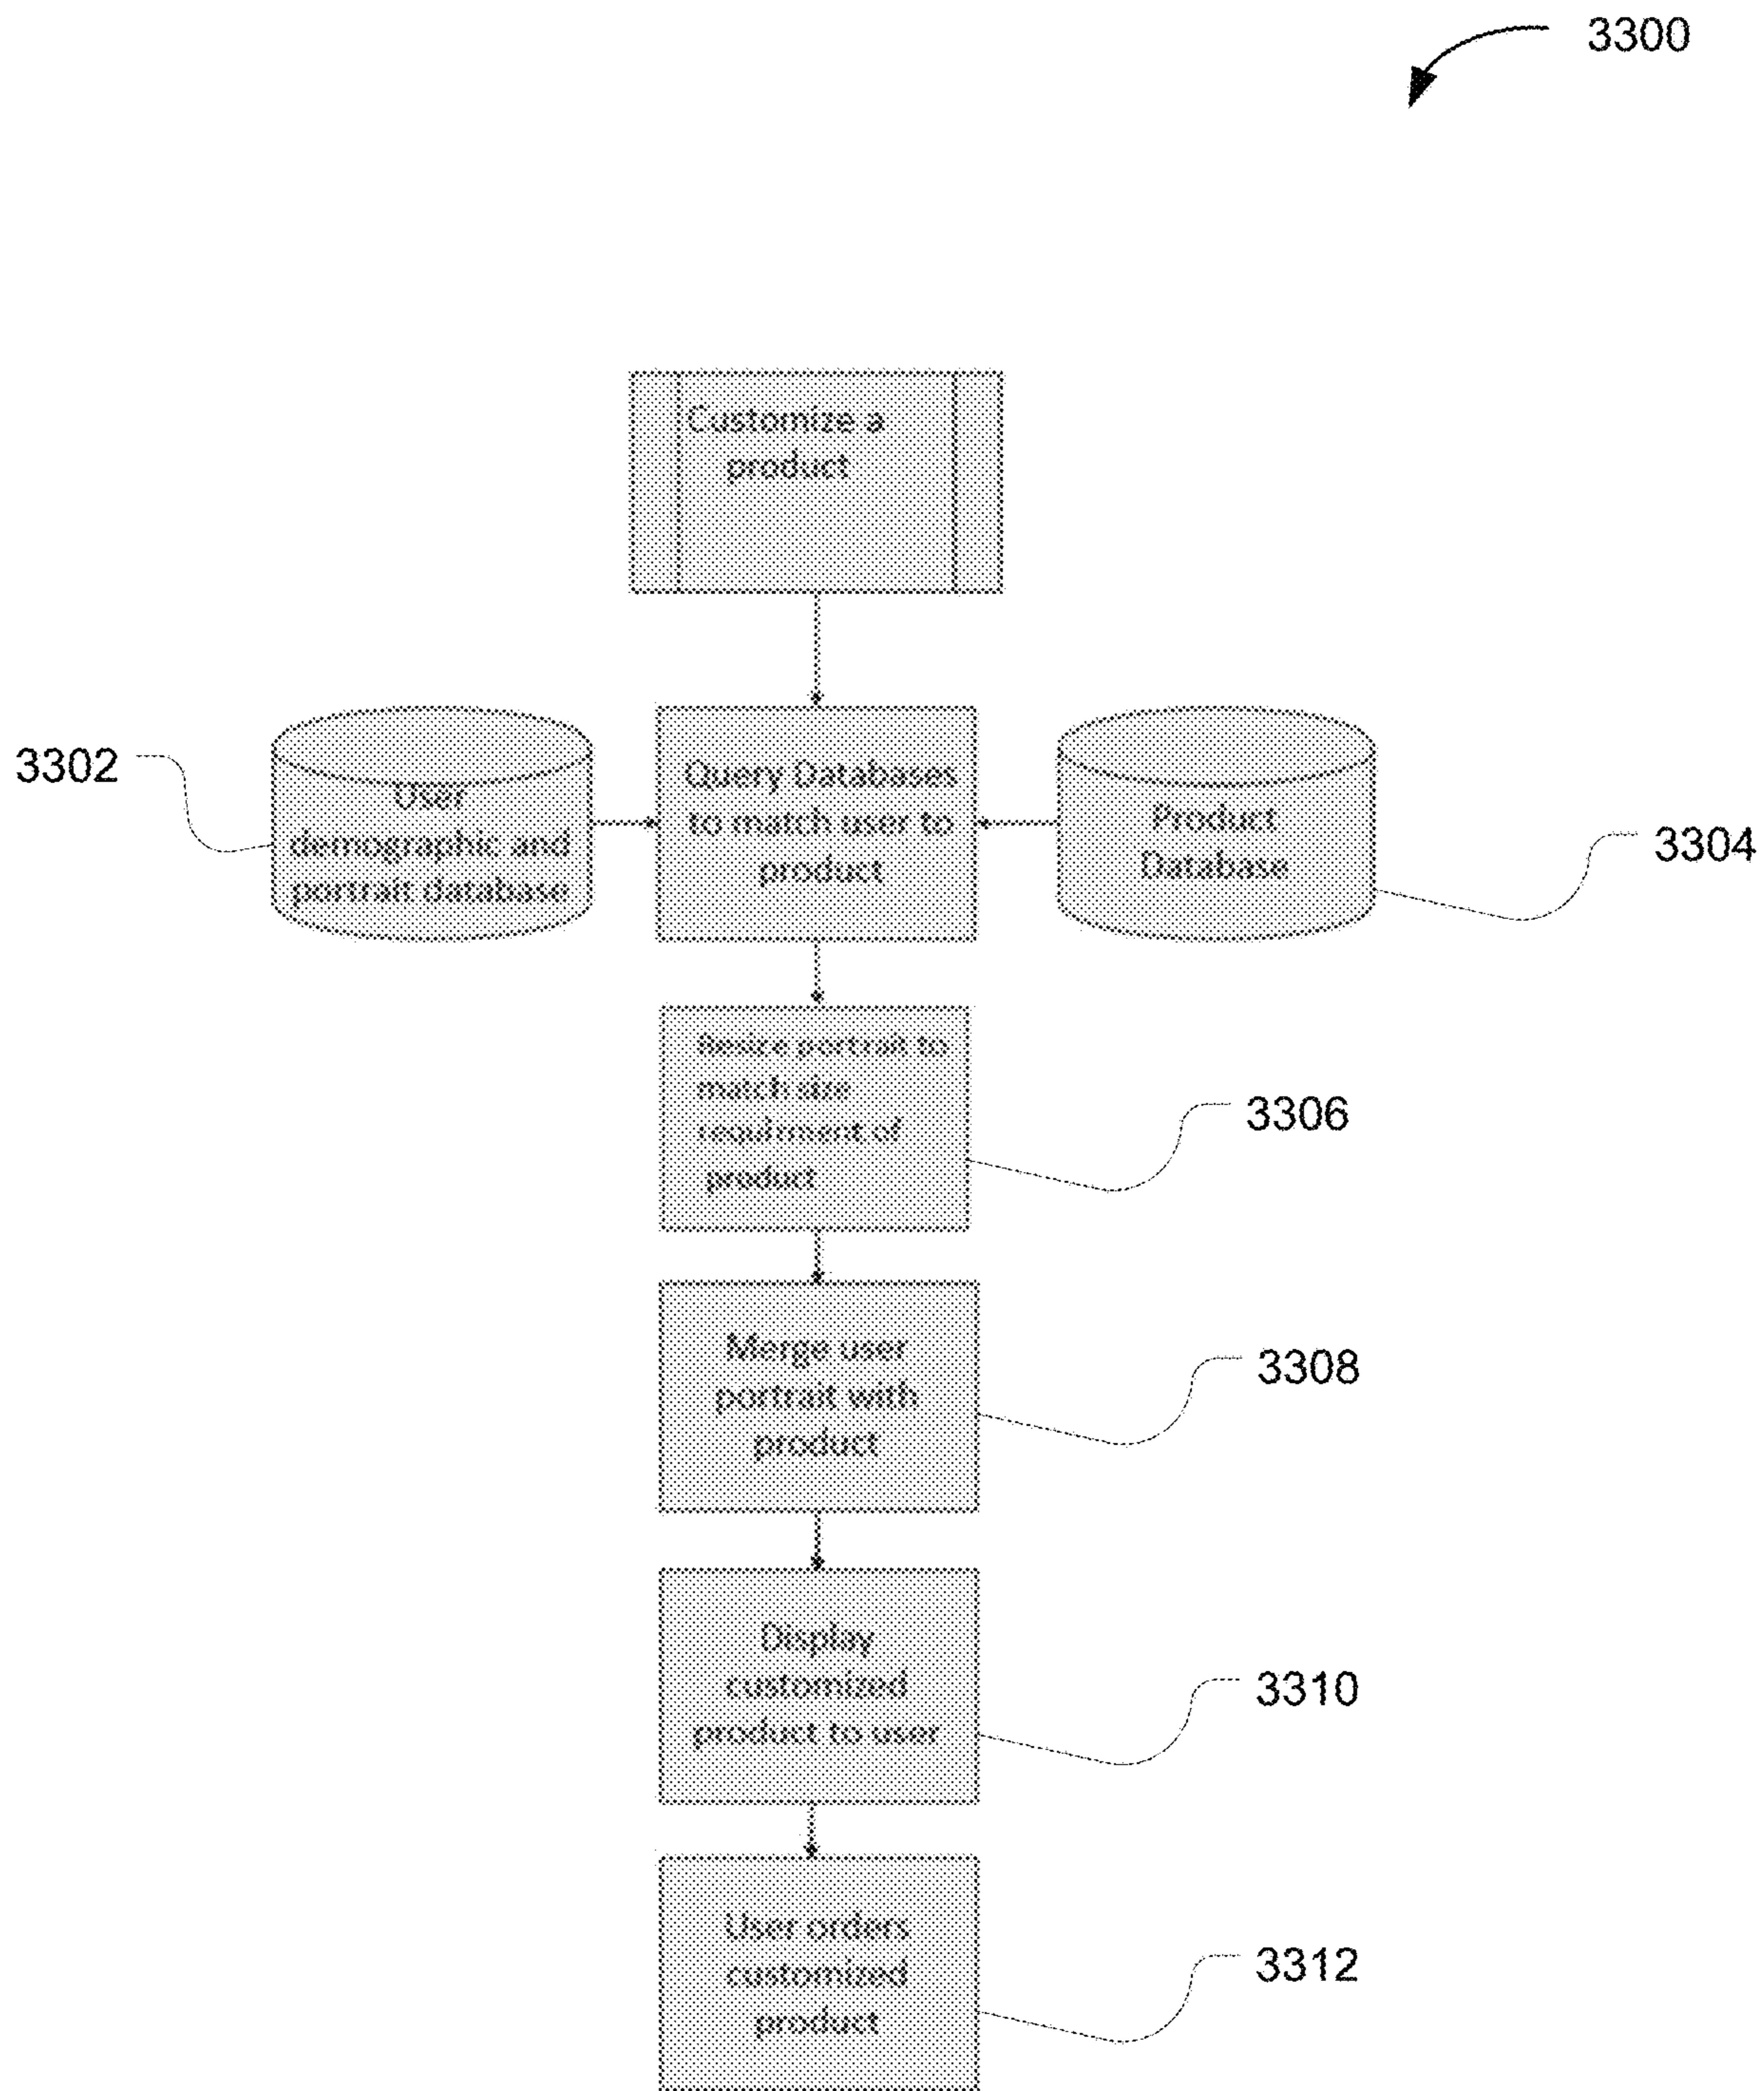 3300
Customize a
product
3302
User
demographic and
portrait database
Query Databases
to match user to
product
Product
Database
3304
Resize portrait to
match size
requirment of
product
3306
Merge user
portrait with
product
3308
Display
customized
product to user
3310
User orders
customized
product
3312